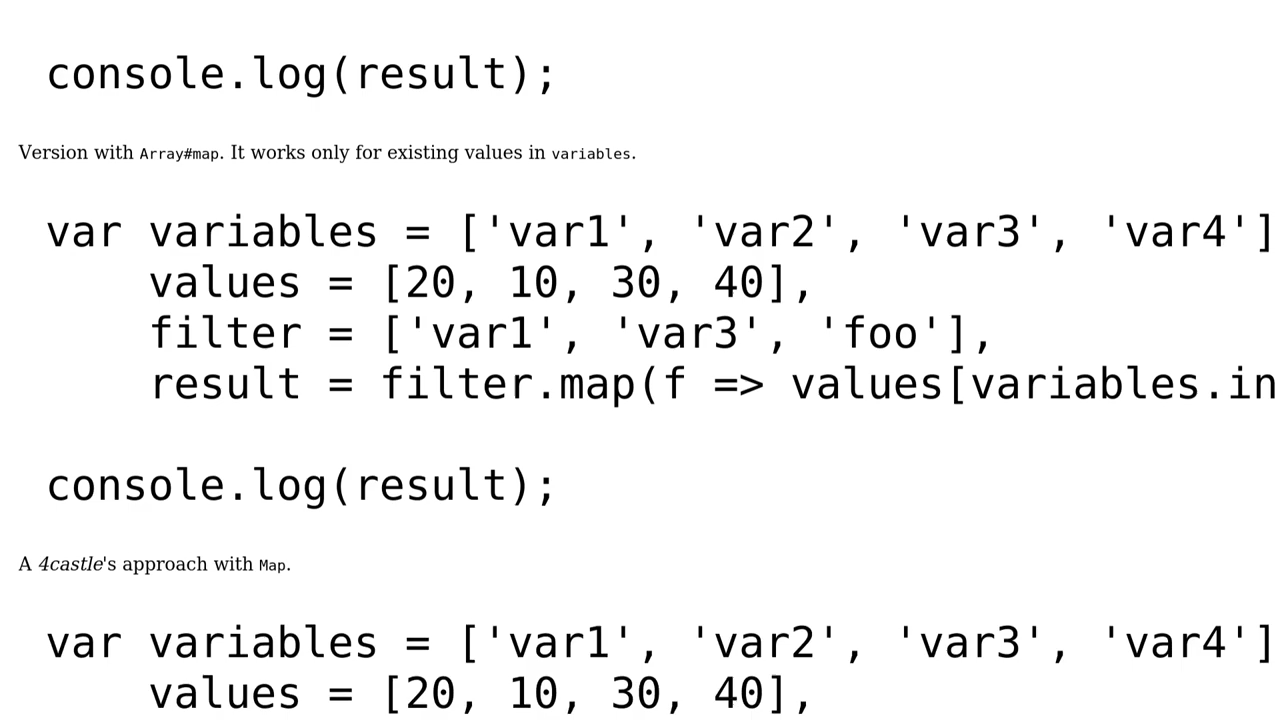 console.log(result);
Version with Array#map. It works only for existing values in variables.
var variables = ['var1', 'var2', 'var3', 'var4']
values = [20, 10, 30, 40],
filter = ['var1', 'var3', 'foo'],
result = filter.map(f => values[variables.in
console.log(result);
A 4castle's approach with Map.
var variables = ['var1', 'var2', 'var3', 'var4']
values = [20, 10, 30, 40],